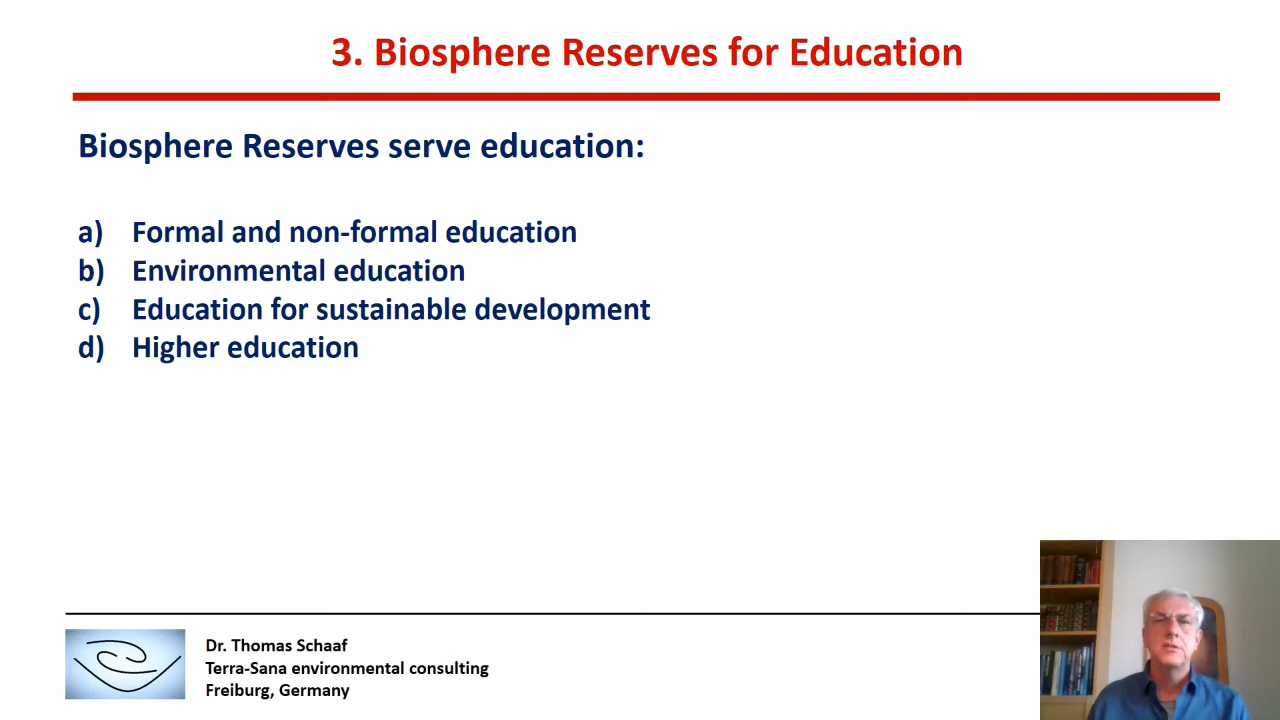 3. Biosphere Reserves for Education
Biosphere Reserves serve education:
a) Formal and non-formal education
b) Environmental education
c) Education for sustainable development
d) Higher education
Dr. Thomas Schaaf
Terra-Sana environmental consulting
Freiburg, Germany